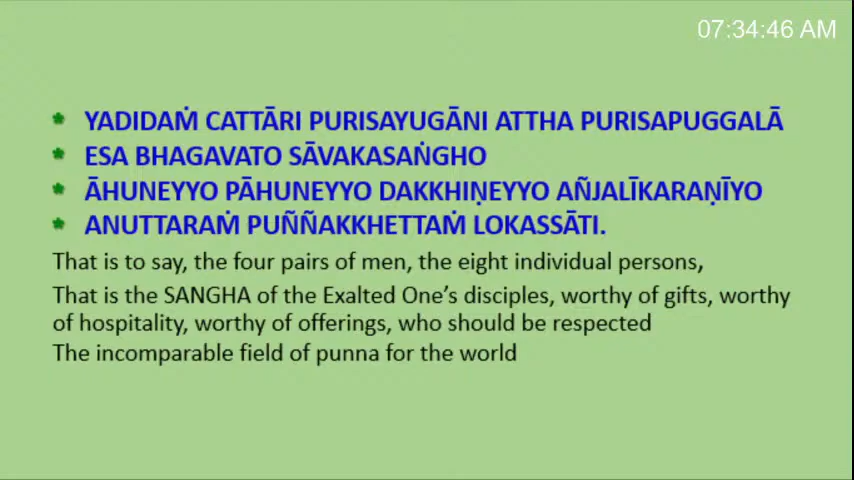 07:34:46 AM
* YADIDAṀ CATTĀRI PURISAYUGĀNI ATTHA PURISAPUGGALĀ
* ESA BHAGAVATO SĀVAKASAṄGHO
* ĀHUNEYYO PĀHUNEYYO DAKKHIṆEYYO AÑJALĪKARAṆĪYO
* ANUTTARAṀ PUÑÑAKKHETTAṀ LOKASSĀTI.
That is to say, the four pairs of men, the eight individual persons,
That is the SANGHA of the Exalted One’s disciples, worthy of gifts, worthy
of hospitality, worthy of offerings, who should be respected
The incomparable field of punna for the world